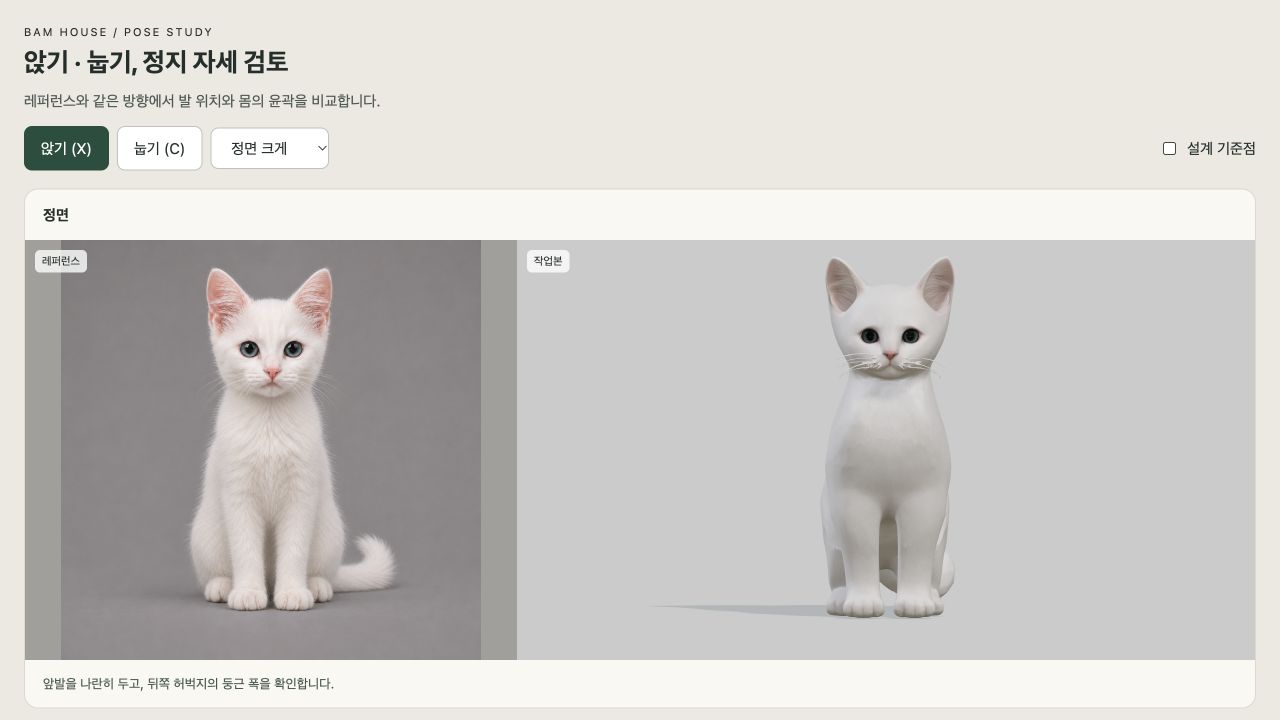 BAM HOUSE / POSE STUDY
앉기 · 눕기, 정지 자세 검토
레퍼런스와 같은 방향에서 발 위치와 몸의 윤곽을 비교합니다.
앉기 (X) 눕기 (C) 정면 크게 설계 기준점
정면
레퍼런스 작업본
앞발을 나란히 두고, 뒤쪽 허벅지의 둥근 폭을 확인합니다.